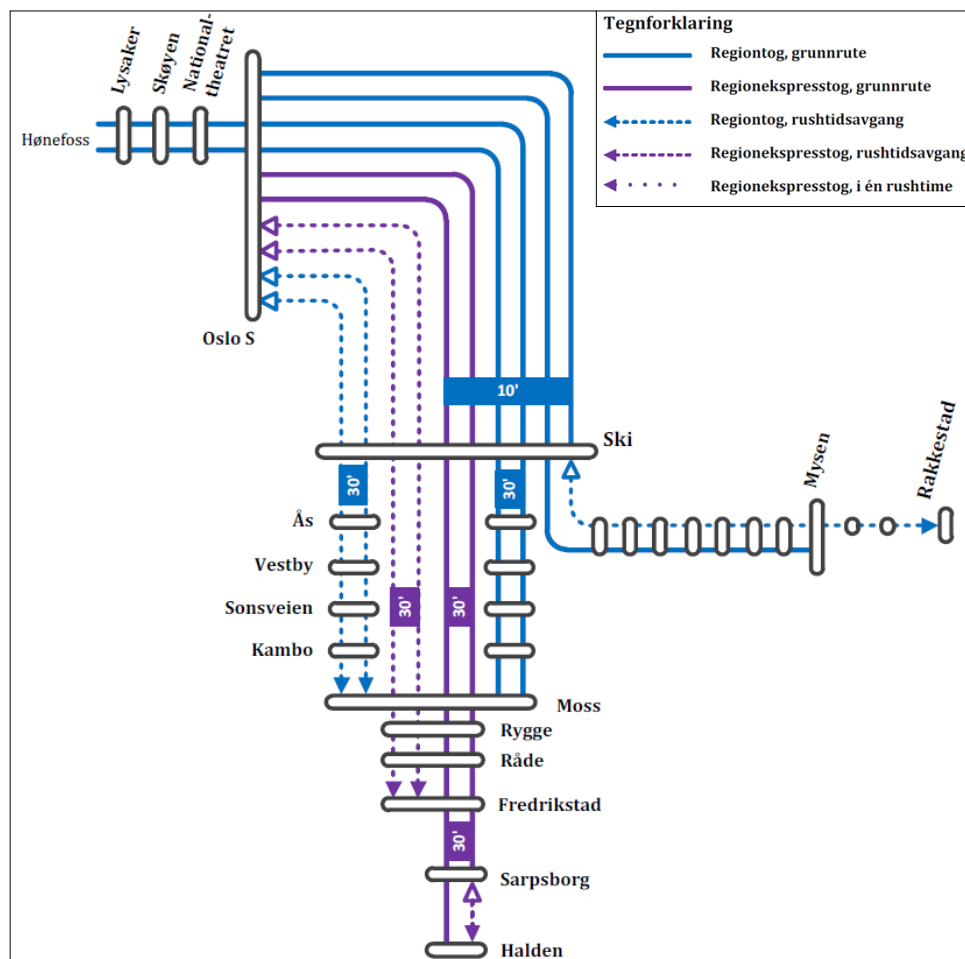 Tegnforklaring
Regiontog, grunnrute
Regionekspresstog, grunnrute
Regiontog, rushtidsavgang
Regionekspresstog, rushtidsavgang
Regionekspresstog, i én rushtime
Lysaker
Skøyen
National-
theatret
Hønefoss
Oslo S
10'
Ski
30'
30'
Mysen
Rakkestad
Ås
Vestby
Sonsveien
30'
30'
Kambo
Moss
Rygge
Råde
Fredrikstad
30'
Sarpsborg
Halden